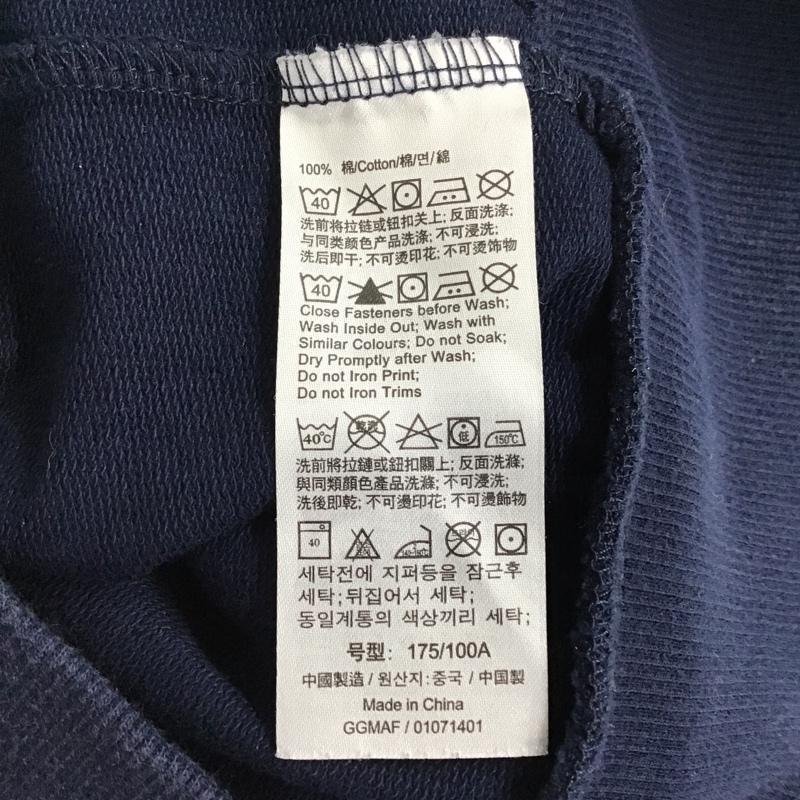 100% 棉/Cotton/棉/면/綿
40
洗前将拉链或钮扣关上; 反面洗涤;
与同类颜色产品洗涤; 不可浸洗;
洗后即干; 不可烫印花; 不可烫饰物
40
Close Fasteners before Wash;
Wash Inside Out; Wash with
Similar Colours; Do not Soak;
Dry Promptly after Wash;
Do not Iron Print;
Do not Iron Trims
40℃ 乾洗 低 150℃
洗前將拉鏈或鈕扣關上; 反面洗滌;
與同類顏色產品洗滌; 不可浸洗;
洗後即乾; 不可燙印花; 不可燙飾物
40
세탁전에 지퍼등을 잠근후
세탁;뒤집어서 세탁;
동일계통의 색상끼리 세탁;
号型: 175/100A
中國製造 / 원산지:중국 / 中国製
Made in China
GGMAF / 01071401